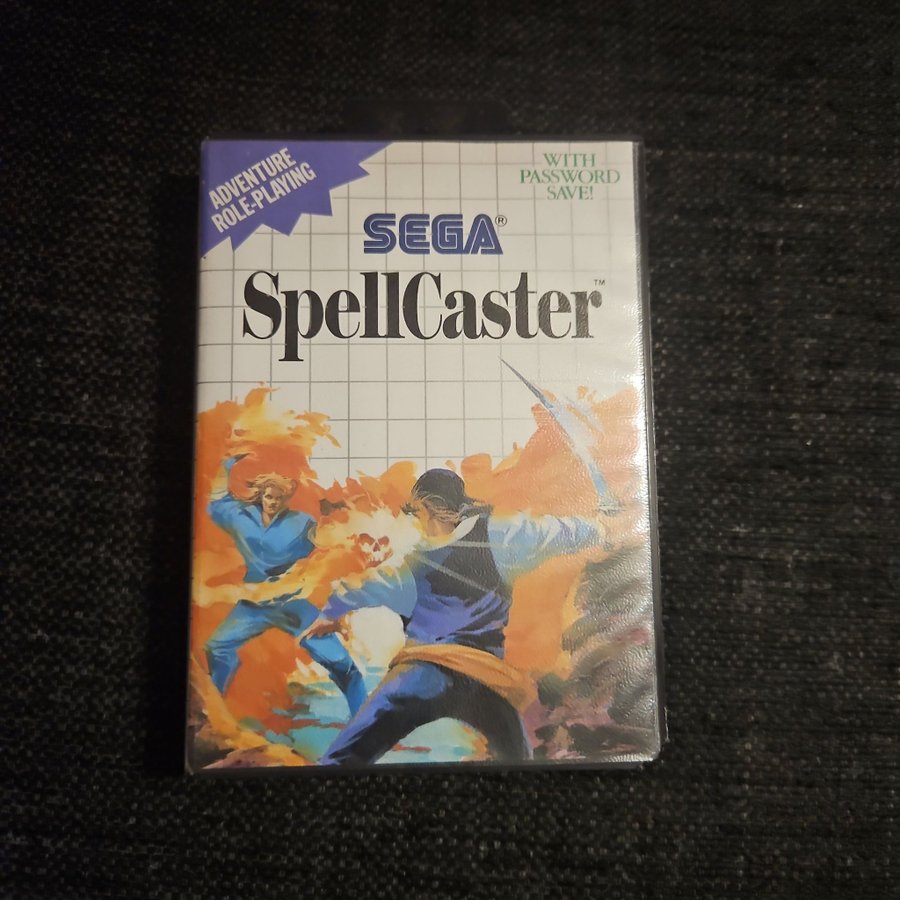 ADVENTURE
ROLE-PLAYING
WITH
PASSWORD
SAVE!
SEGA®
SpellCaster™